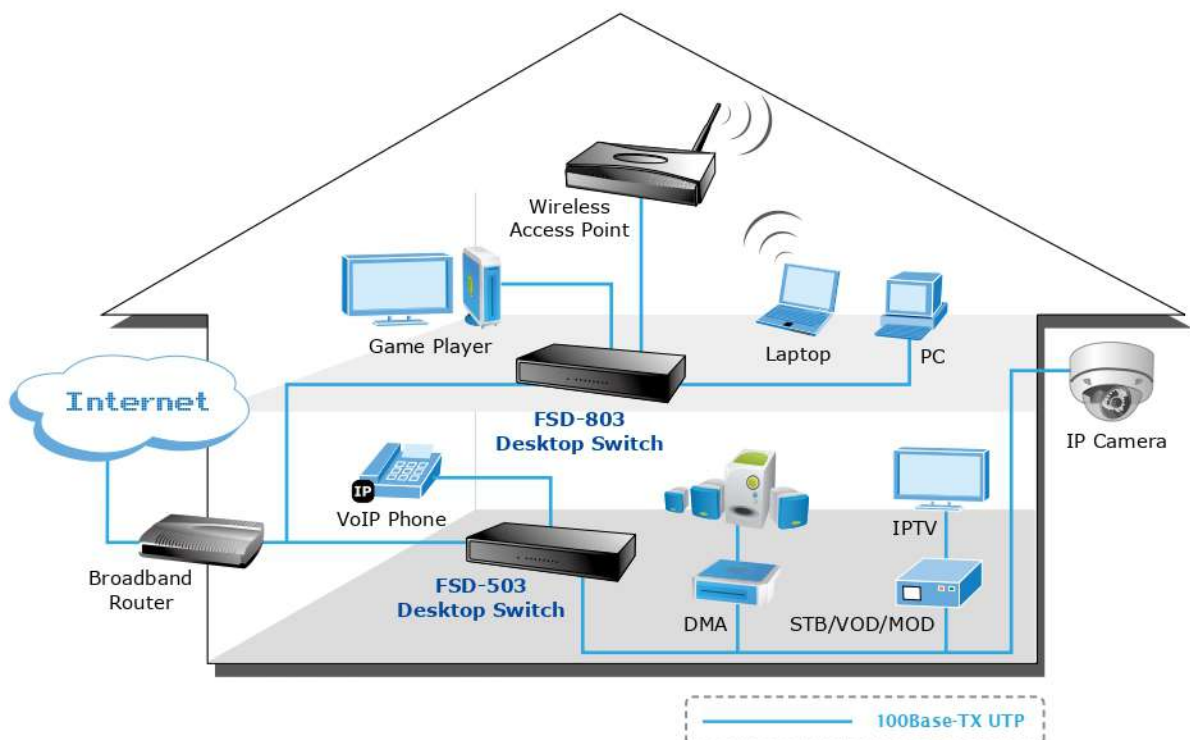 Wireless
Access Point
Game Player
Laptop
PC
Internet
FSD-803
Desktop Switch
IP Camera
IP
VoIP Phone
IPTV
Broadband
Router
FSD-503
Desktop Switch
DMA
STB/VOD/MOD
100Base-TX UTP